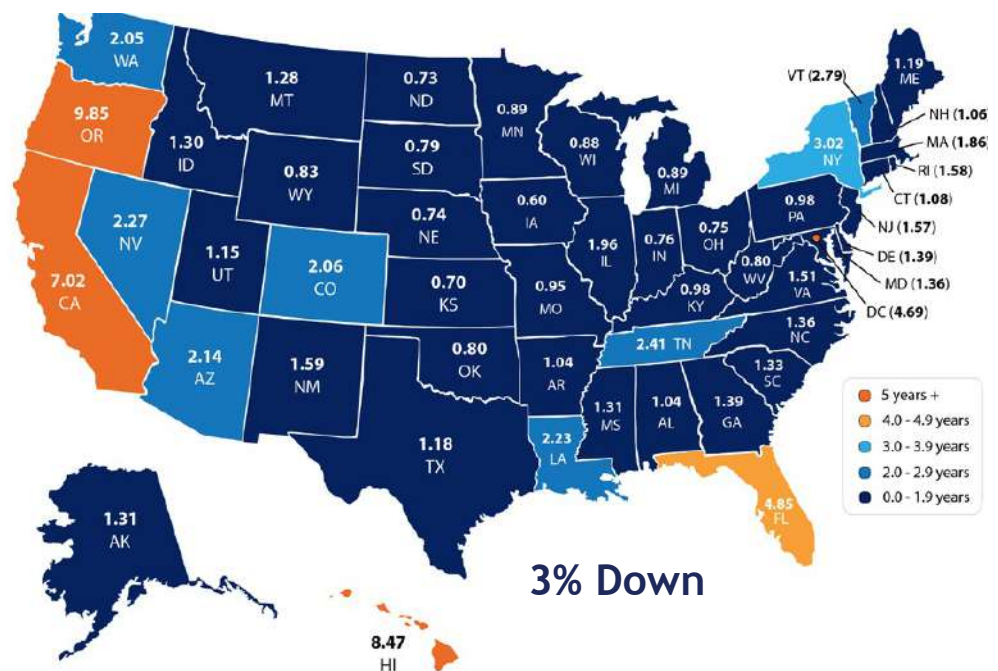 2.05
WA
9.85
OR
7.02
CA
2.27
NV
1.30
ID
1.28
MT
0.83
WY
1.15
UT
2.06
CO
2.14
AZ
1.59
NM
0.73
ND
0.79
SD
0.74
NE
0.70
KS
0.80
OK
1.18
TX
0.89
MN
0.60
IA
0.95
MO
1.04
AR
2.23
LA
0.88
WI
1.96
IL
0.89
MI
0.76
IN
0.75
OH
0.98
KY
2.41 TN
1.31
MS
1.04
AL
1.39
GA
4.85
FL
1.33
SC
1.36
NC
1.51
VA
0.80
WV
0.98
PA
3.02
NY
1.19
ME
VT (2.79)
NH (1.06)
MA (1.86)
RI (1.58)
CT (1.08)
NJ (1.57)
DE (1.39)
MD (1.36)
DC (4.69)
5 years +
4.0 - 4.9 years
3.0 - 3.9 years
2.0 - 2.9 years
0.0 - 1.9 years
1.31
AK
8.47
HI
3% Down